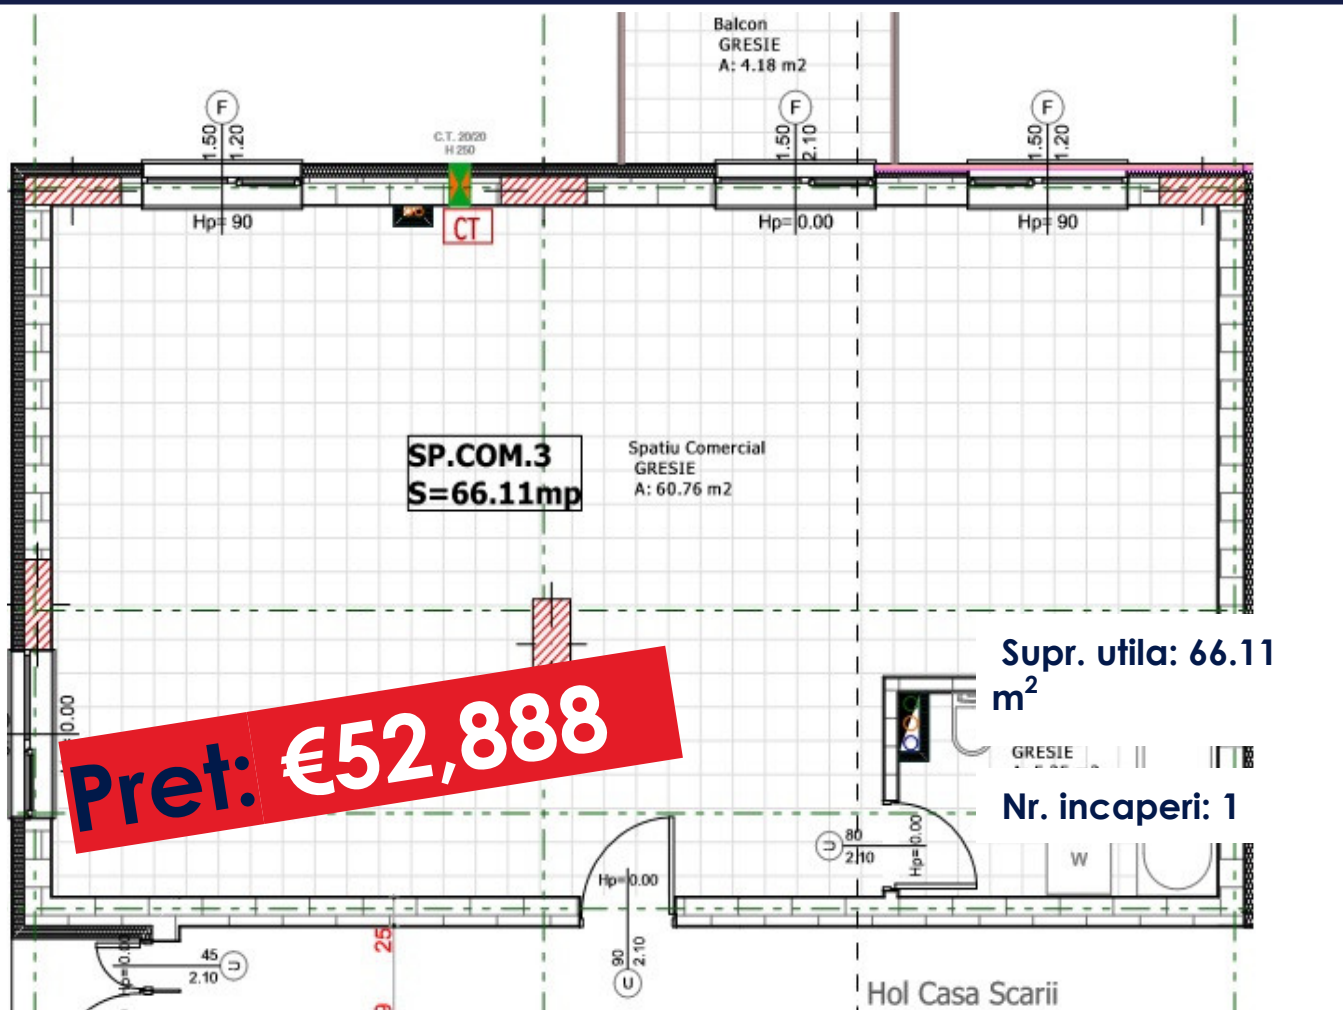 Balcon
GRESIE
A: 4.18 m2
F
1.50
1.20
C.T. 20/20
H 250
F
1.50
2.10
F
1.50
1.20
Hp= 90
CT
Hp= 0.00
Hp= 90
SP.COM.3
S=66.11mp
Spatiu Comercial
GRESIE
A: 60.76 m2
Supr. utila: 66.11
m²
0.00
Pret: €52,888
GRESIE
Nr. incaperi: 1
U
80
2.10
Hp=0.00
W
Hp=0.00
45
2.10
U
Hp=0.00
25
90
2.10
U
Hol Casa Scarii